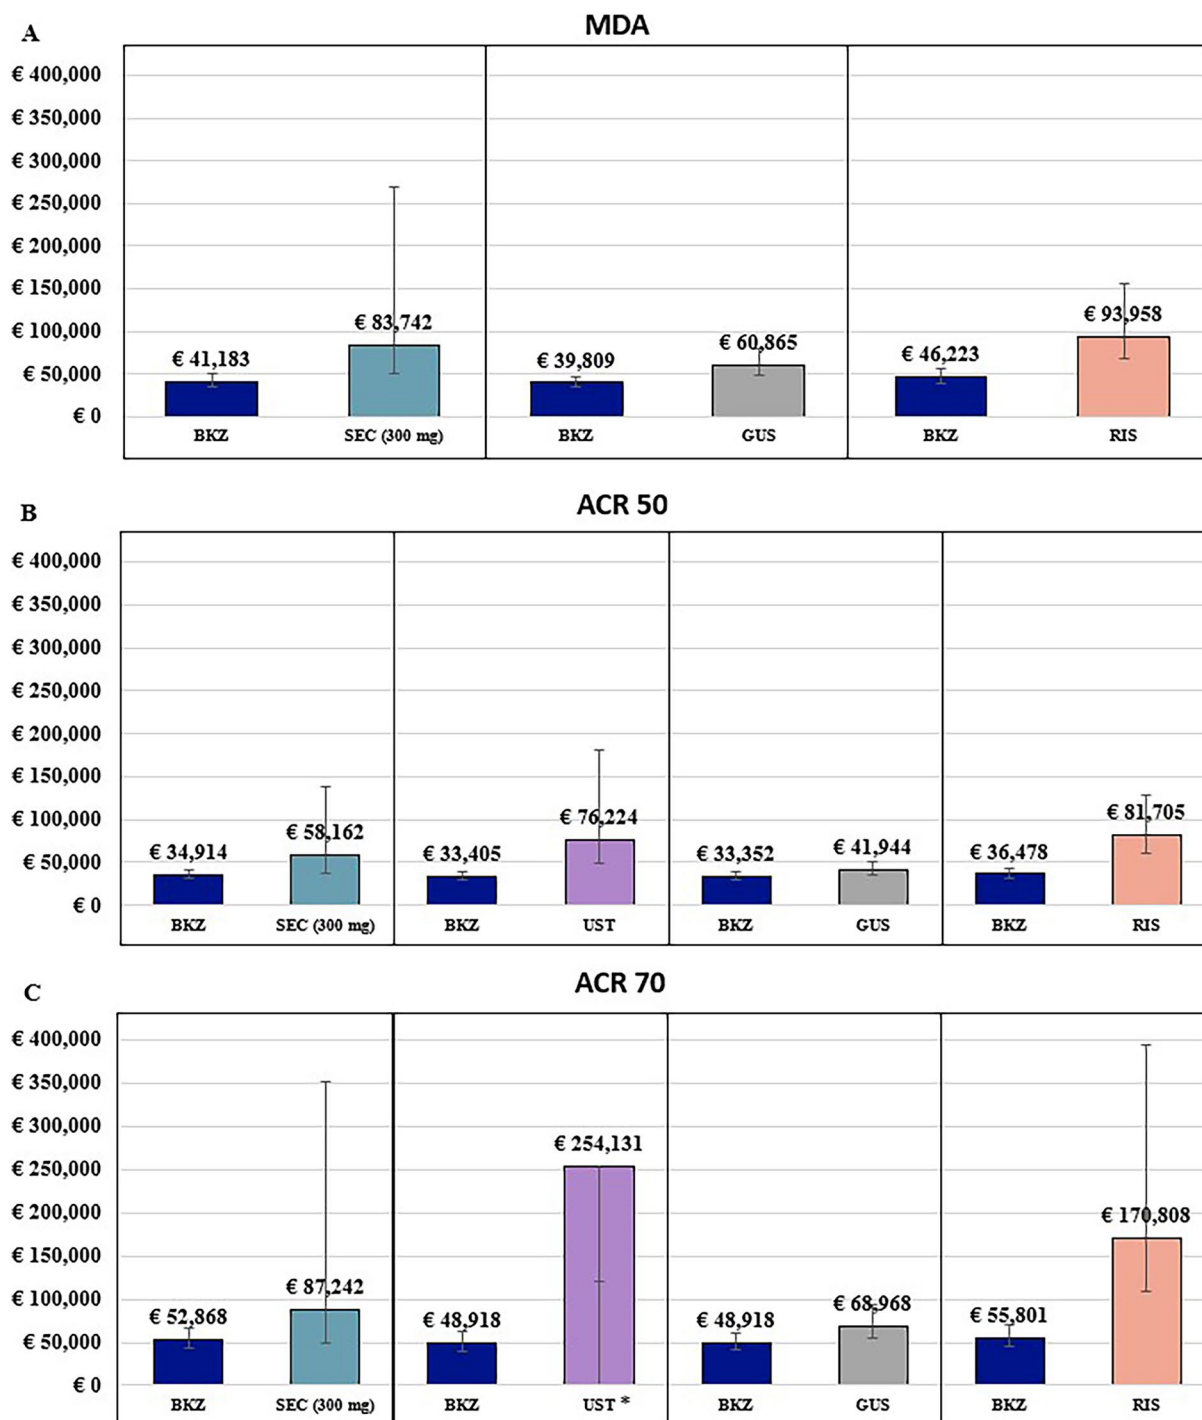 A
MDA
€ 400,000
€ 350,000
€ 300,000
€ 250,000
€ 200,000
€ 150,000
€ 100,000
€ 50,000
€ 0
€ 41,183
€ 83,742
€ 39,809
€ 60,865
€ 46,223
€ 93,958
BKZ
SEC (300 mg)
BKZ
GUS
BKZ
RIS
B
ACR 50
€ 400,000
€ 350,000
€ 300,000
€ 250,000
€ 200,000
€ 150,000
€ 100,000
€ 50,000
€ 0
€ 34,914
€ 58,162
€ 33,405
€ 76,224
€ 33,352
€ 41,944
€ 36,478
€ 81,705
BKZ
SEC (300 mg)
BKZ
UST
BKZ
GUS
BKZ
RIS
C
ACR 70
€ 400,000
€ 350,000
€ 300,000
€ 250,000
€ 200,000
€ 150,000
€ 100,000
€ 50,000
€ 0
€ 52,868
€ 87,242
€ 48,918
€ 254,131
€ 48,918
€ 68,968
€ 55,801
€ 170,808
BKZ
SEC (300 mg)
BKZ
UST *
BKZ
GUS
BKZ
RIS